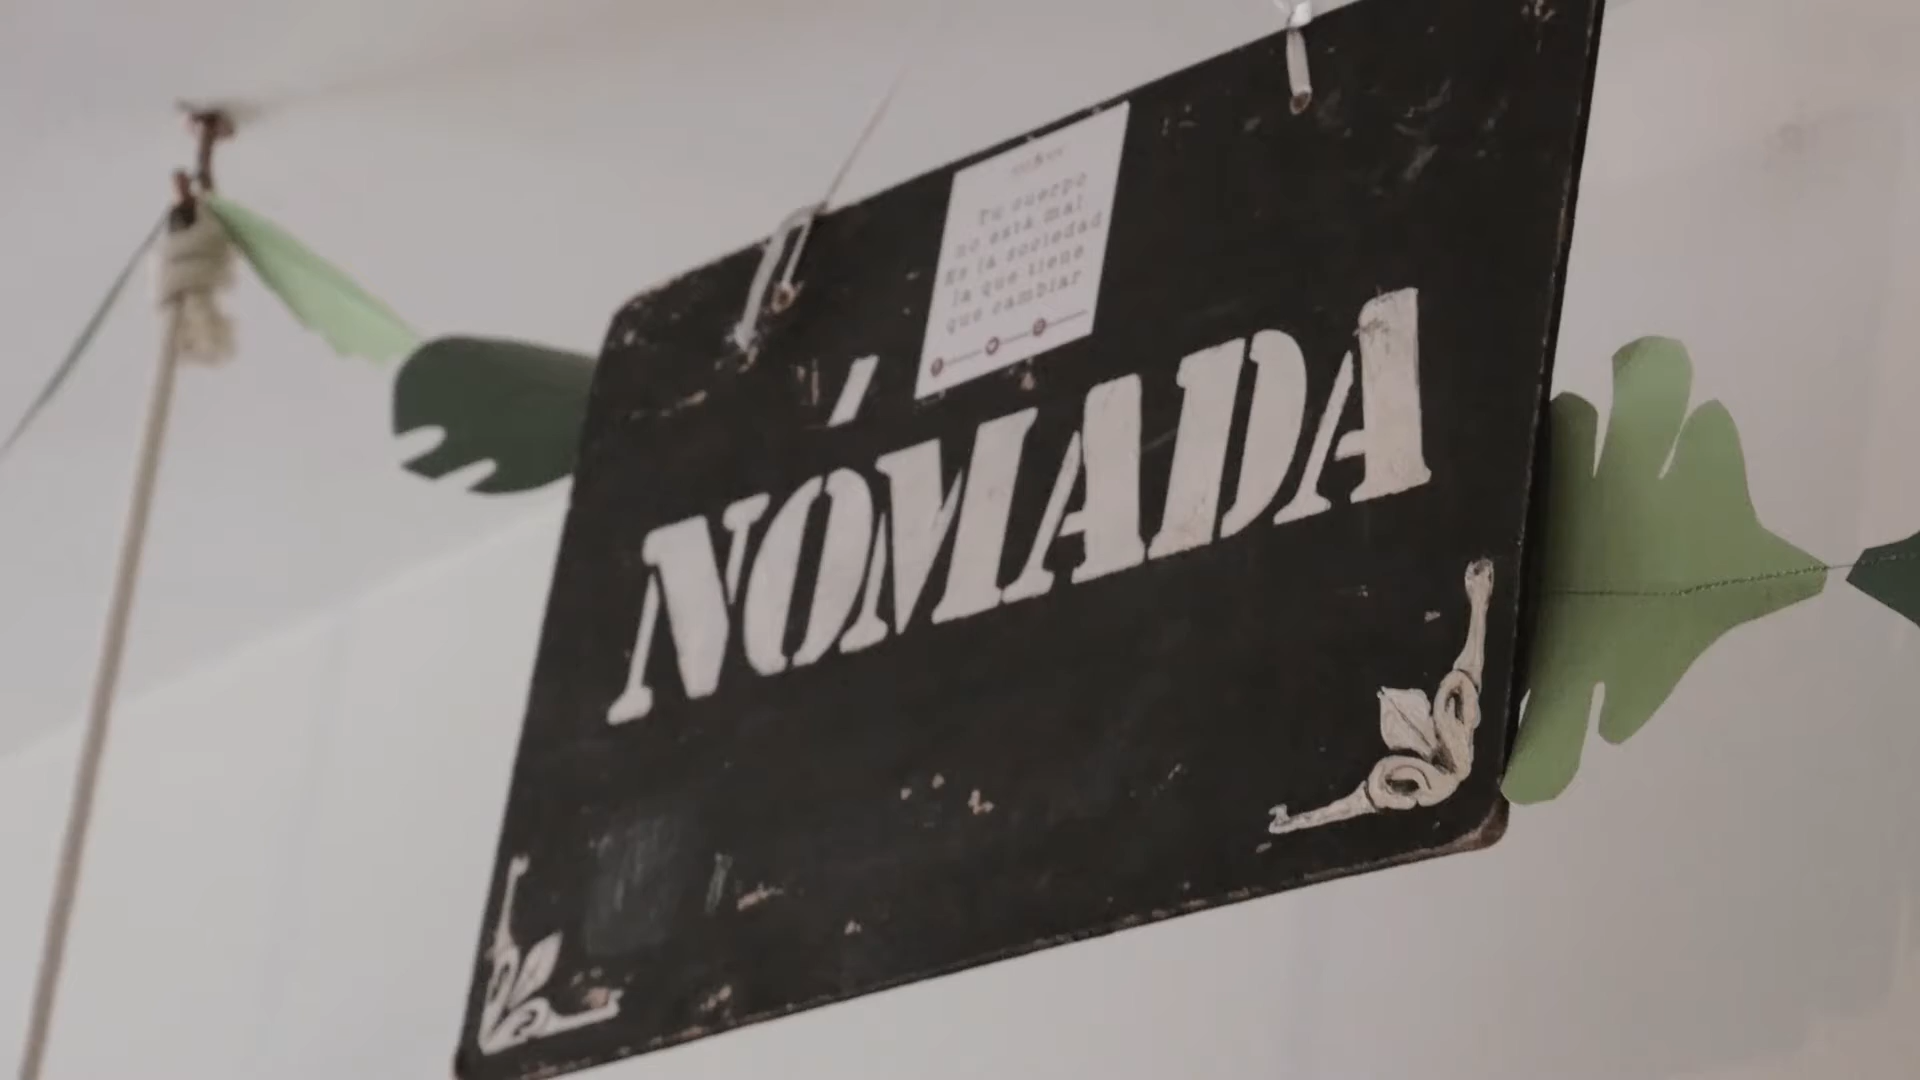 Tu cuerpo
no está mal
Es la sociedad
la que tiene
que cambiar
NÓMADA